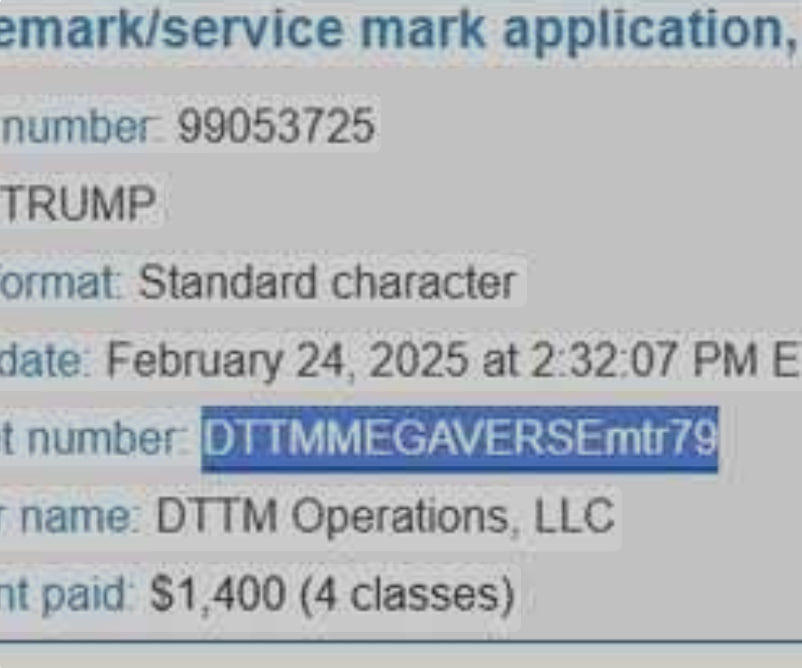 emark/service mark application,
number: 99053725
TRUMP
ormat: Standard character
date: February 24, 2025 at 2:32:07 PM E
t number: DTTMMEGAVERSEmtr79
r name: DTTM Operations, LLC
nt paid: $1,400 (4 classes)